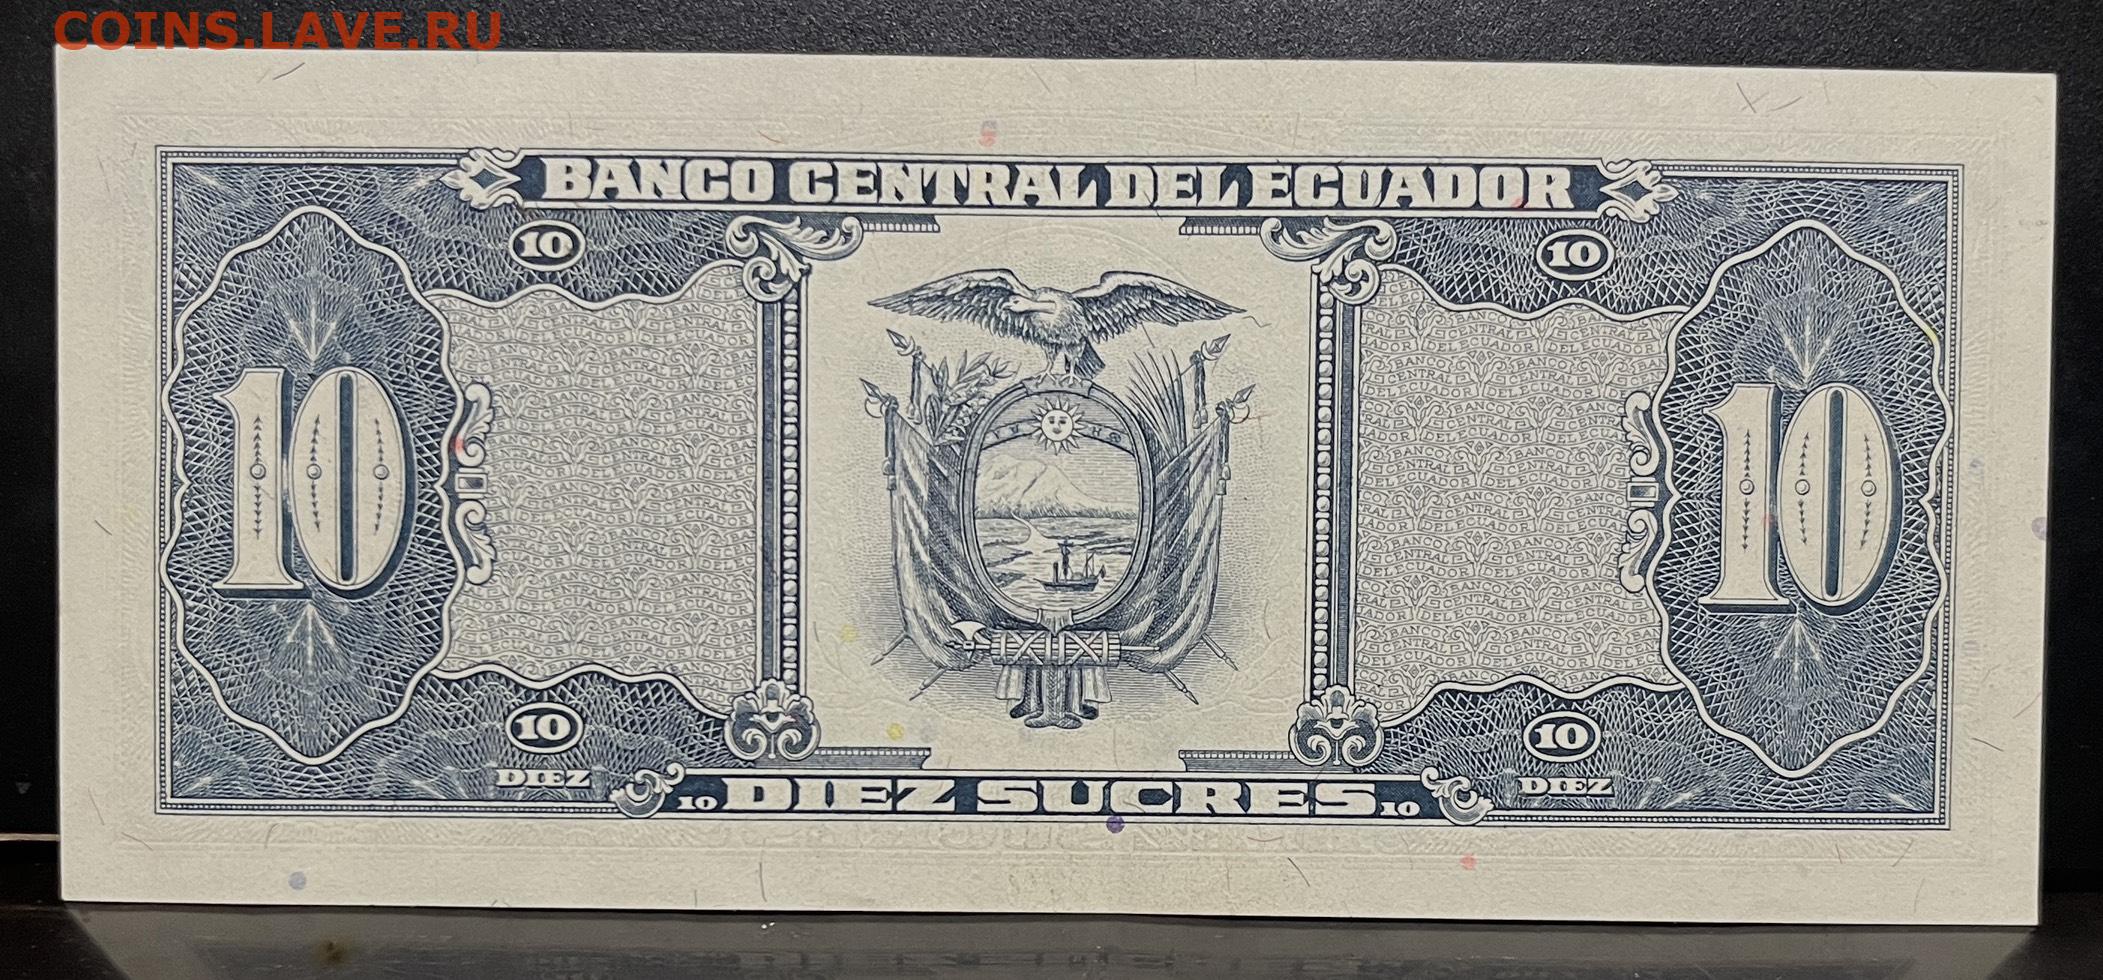 COINS.LAVE.RU
BANCO CENTRAL DEL ECUADOR
10 10
10 10
10 10
DIEZ DIEZ
10 DIEZ SUCRES 10